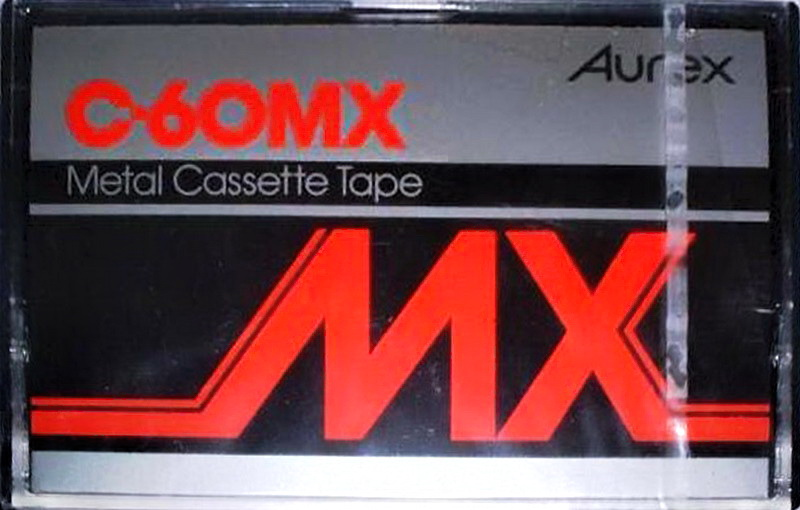 Aurex
C-60MX
Metal Cassette Tape
MX